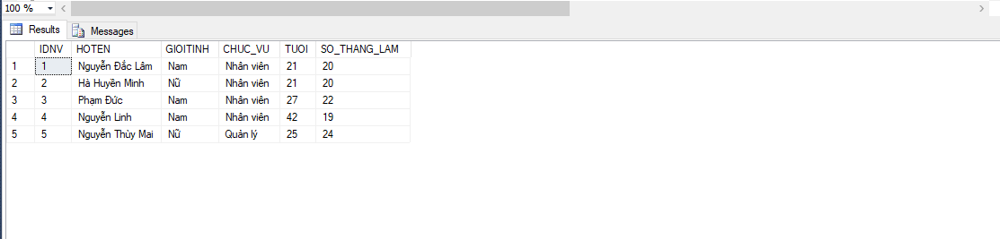 100 %
Results Messages
IDNV HOTEN GIOITINH CHUC_VU TUOI SO_THANG_LAM
1 1 Nguyễn Đắc Lâm Nam Nhân viên 21 20
2 2 Hà Huyền Minh Nữ Nhân viên 21 20
3 3 Phạm Đức Nam Nhân viên 27 22
4 4 Nguyễn Linh Nam Nhân viên 42 19
5 5 Nguyễn Thùy Mai Nữ Quản lý 25 24